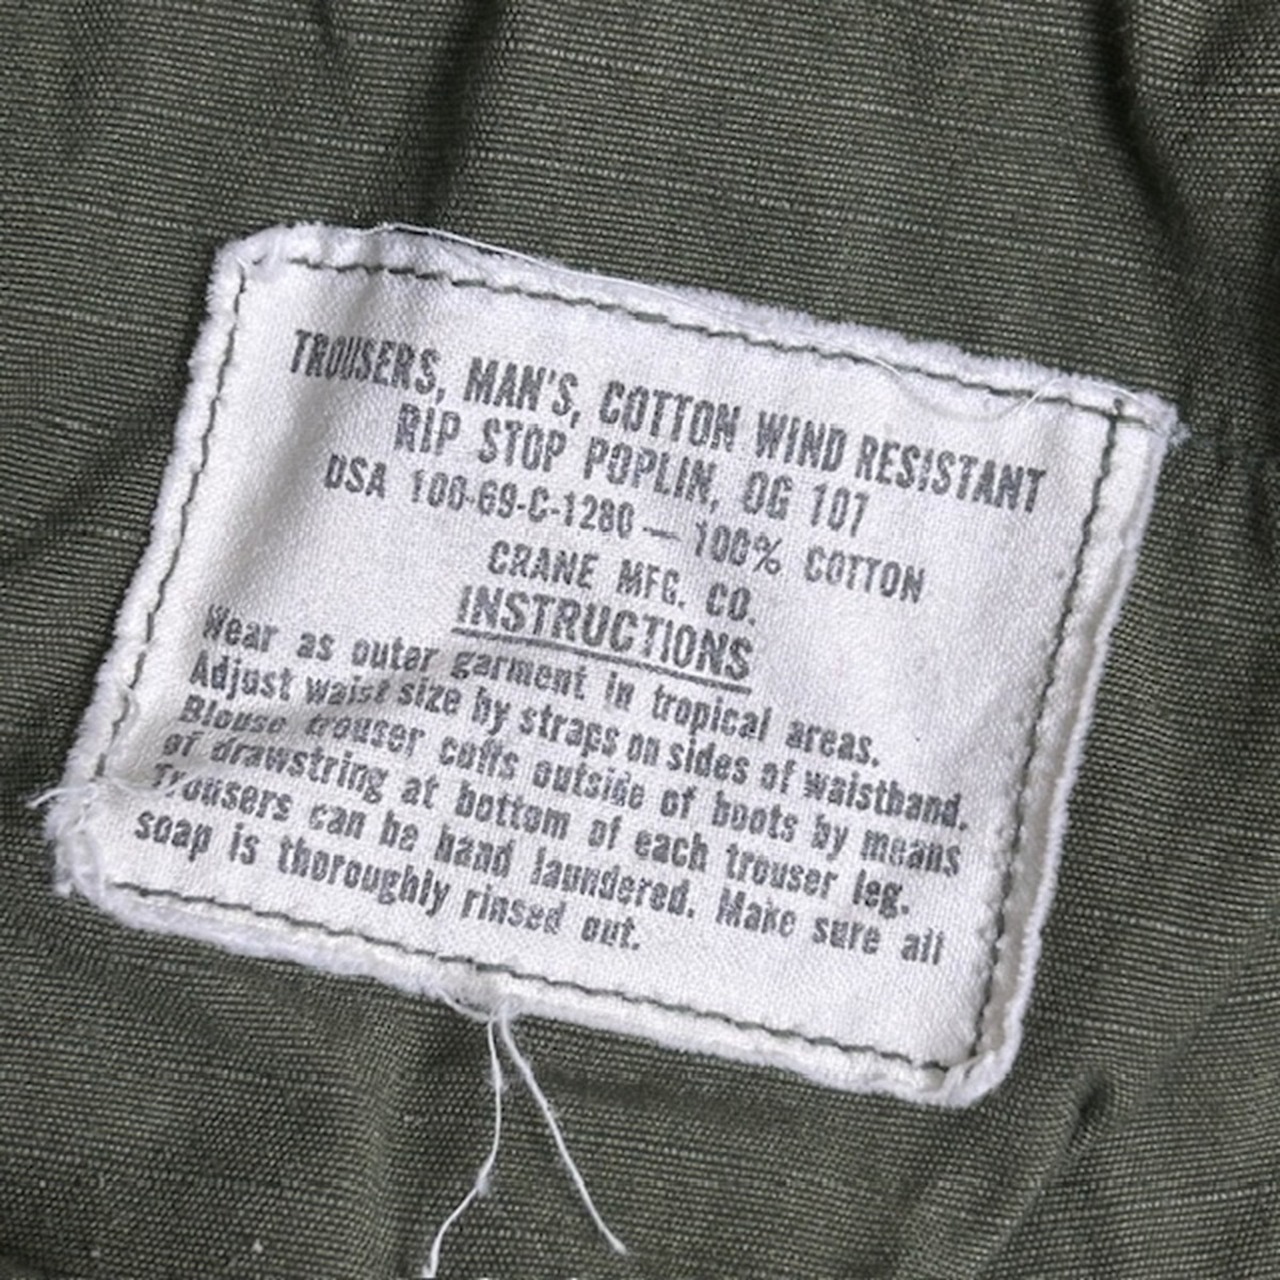 TROUSERS, MAN'S, COTTON WIND RESISTANT
RIP STOP POPLIN, OG 107
DSA 100-69-C-1280 — 100% COTTON
CRANE MFG. CO.
INSTRUCTIONS
Wear as outer garment in tropical areas.
Adjust waist size by straps on sides of waistband.
Blouse trouser cuffs outside of boots by means
of drawstring at bottom of each trouser leg.
Trousers can be hand laundered. Make sure all
soap is thoroughly rinsed out.